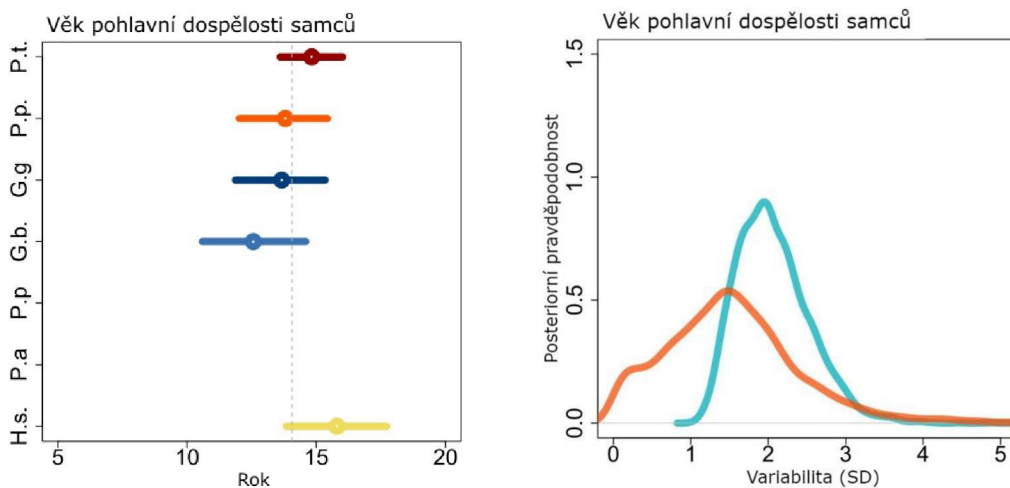 Věk pohlavní dospělosti samců
P.t.
P.p.
G.g
G.b.
P.p
P.a
H.s.
5 10 15 20
Rok
Věk pohlavní dospělosti samců
1.5
1.0
0.5
0.0
Posteriorní pravděpodobnost
0 1 2 3 4 5
Variabilita (SD)